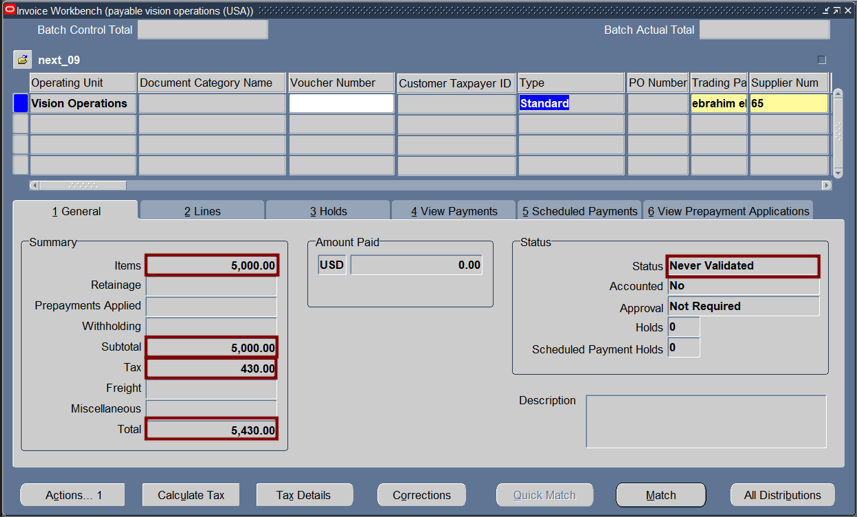 Invoice Workbench (payable vision operations (USA))
Batch Control Total Batch Actual Total
next_09
Operating Unit Document Category Name Voucher Number Customer Taxpayer ID Type PO Number Trading Pa Supplier Num
Vision Operations Standard ebrahim el 65
1 General 2 Lines 3 Holds 4 View Payments 5 Scheduled Payments 6 View Prepayment Applications
Summary Amount Paid Status
Items 5,000.00 USD 0.00 Status Never Validated
Retainage Accounted No
Prepayments Applied Approval Not Required
Withholding Holds 0
Subtotal 5,000.00 Scheduled Payment Holds 0
Tax 430.00
Freight
Miscellaneous Description
Total 5,430.00
Actions... 1 Calculate Tax Tax Details Corrections Quick Match Match All Distributions